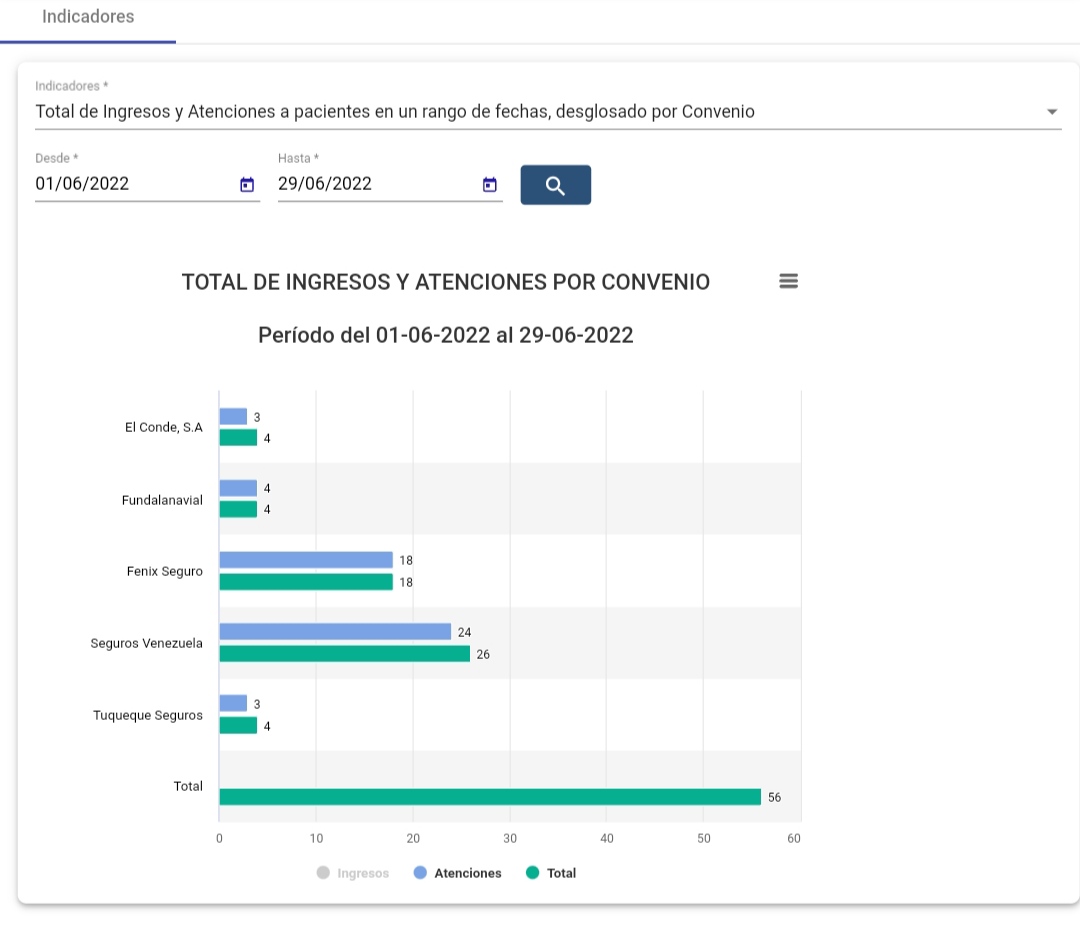 Indicadores
Indicadores *
Total de Ingresos y Atenciones a pacientes en un rango de fechas, desglosado por Convenio
Desde *
Hasta *
01/06/2022
29/06/2022
TOTAL DE INGRESOS Y ATENCIONES POR CONVENIO
Período del 01-06-2022 al 29-06-2022
El Conde, S.A
3
4
Fundalanavial
4
4
Fenix Seguro
18
18
Seguros Venezuela
24
26
Tuqueque Seguros
3
4
Total
56
0 10 20 30 40 50 60
Ingresos Atenciones Total